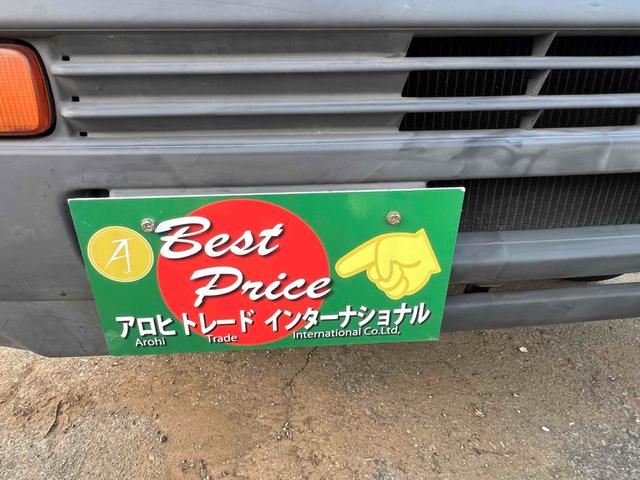 A
Best
Price
アロヒ トレード インターナショナル
Arohi Trade International Co.Ltd.